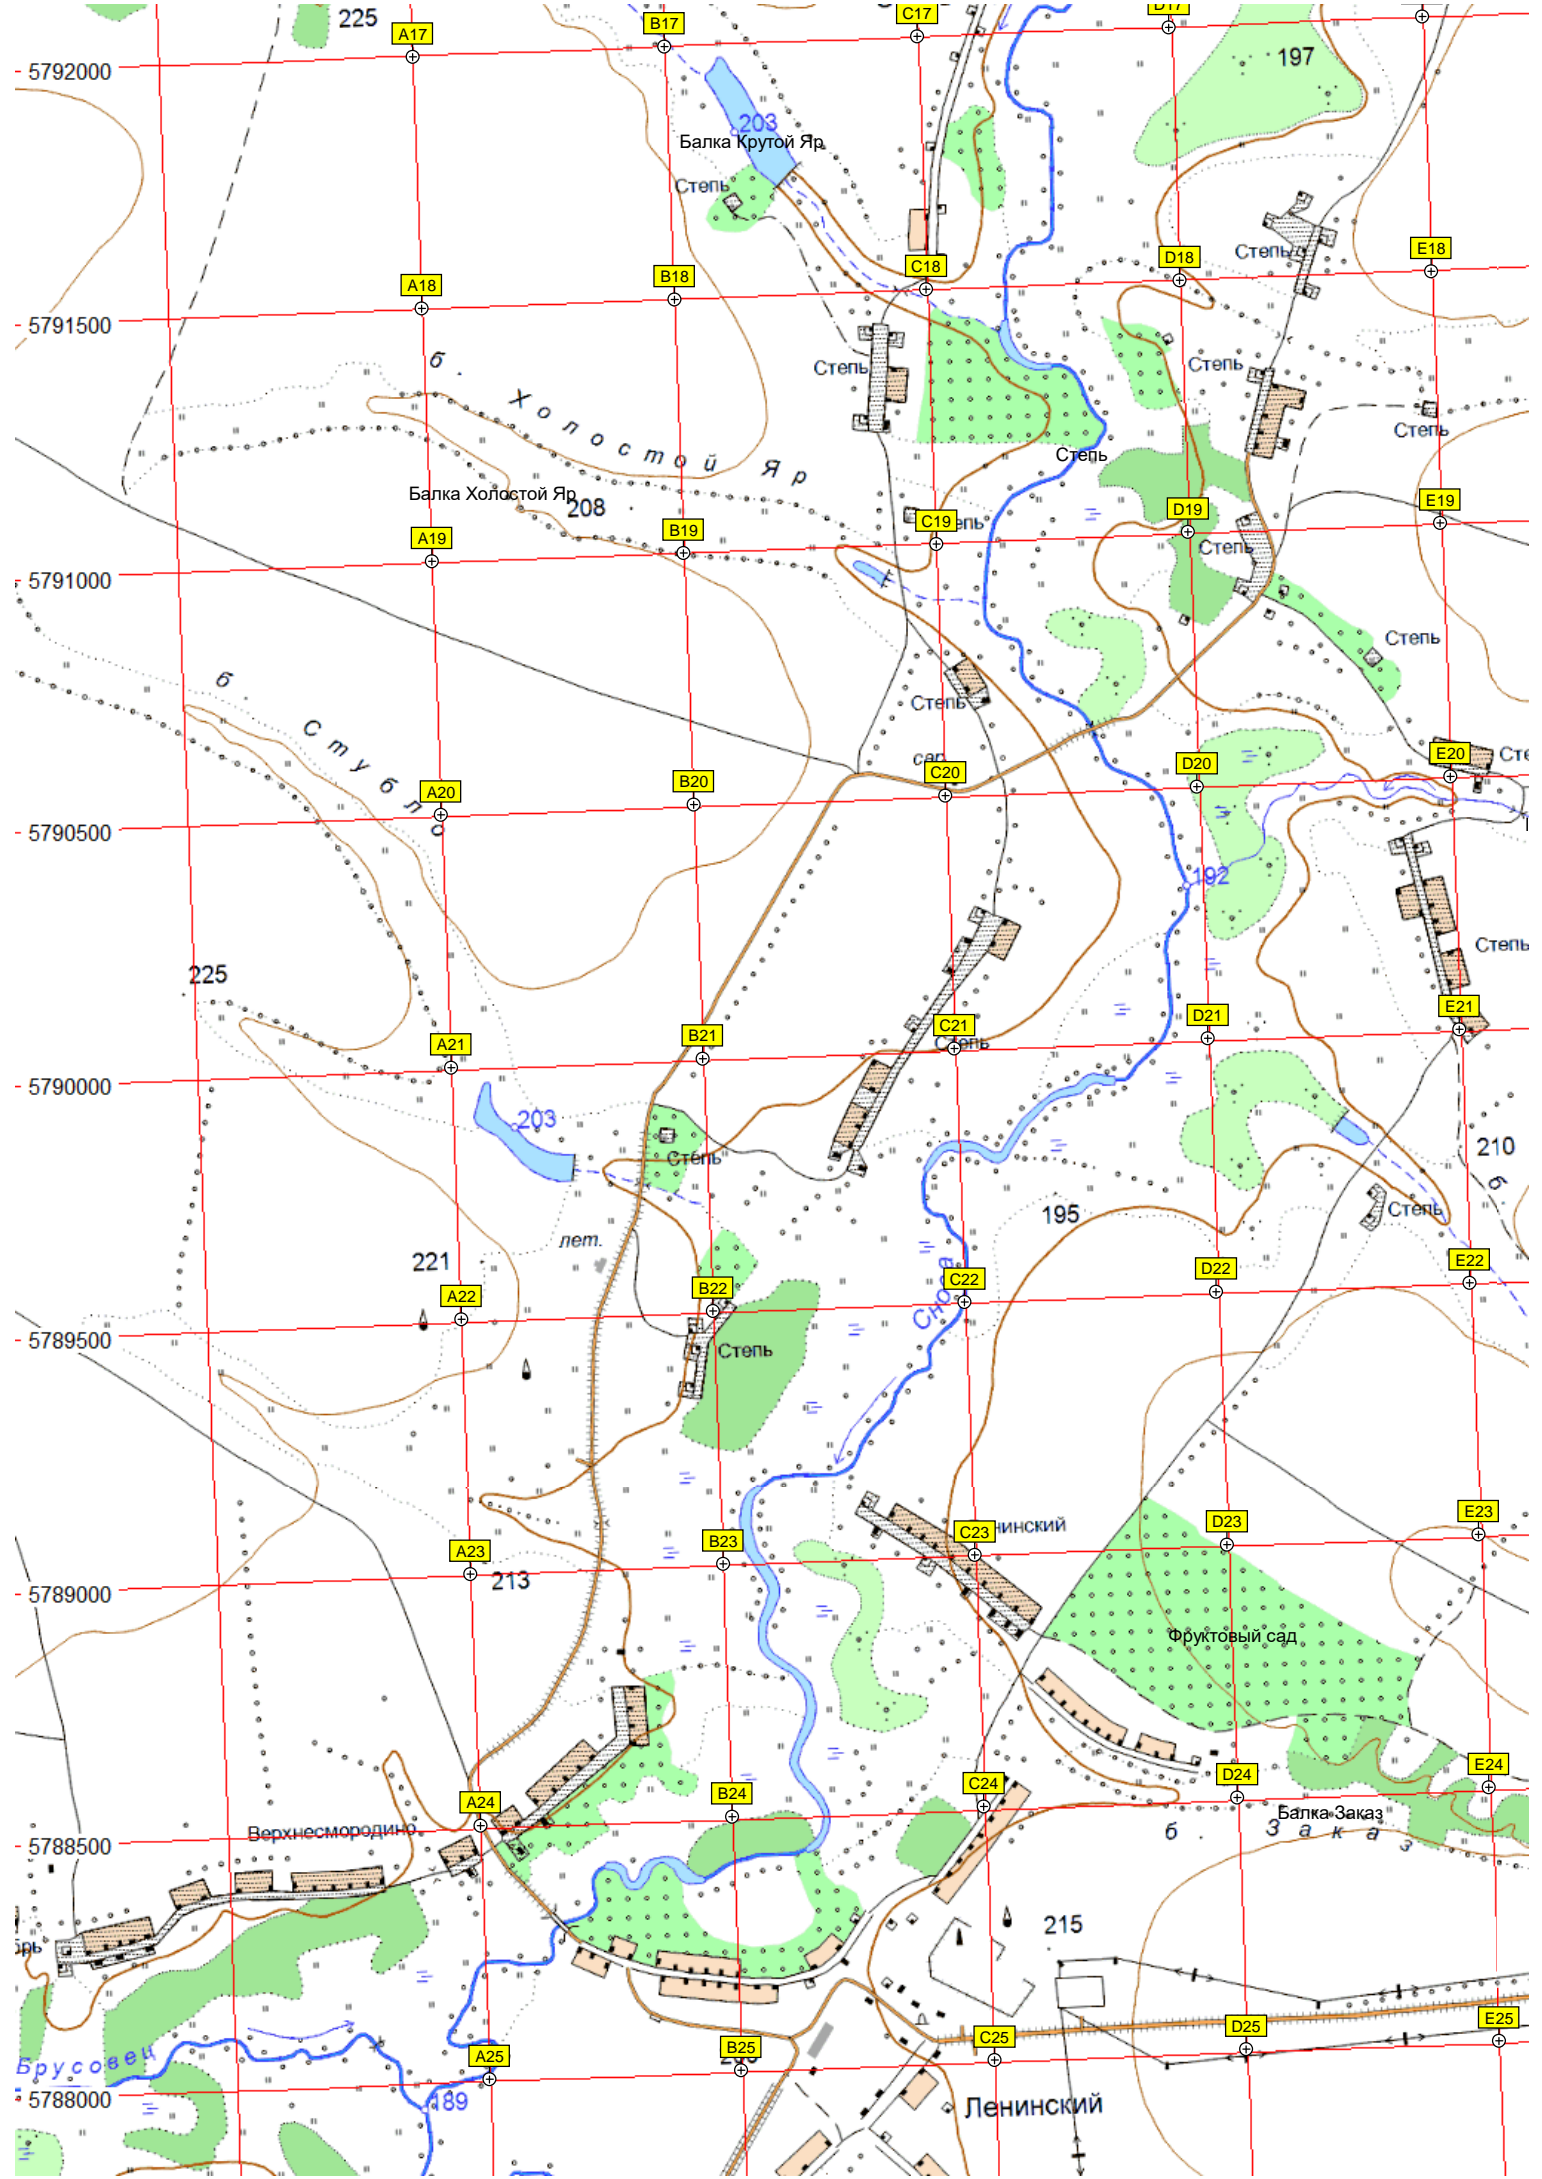 225
A17
B17
C17
D17
5792000
197
203
Балка Крутой Яр
Степь
Степь
A18
B18
C18
D18
E18
5791500
б. Холостой Яр
Степь
Степь
Степь
Степь
Балка Холостой Яр
208
A19
B19
C19
D19
E19
Степь
5791000
Степь
б. Стубло
Степь
сар.
A20
B20
C20
D20
E20
5790500
192
225
Степь
A21
B21
C21
D21
E21
Степь
5790000
203
Степь
210
б.
195
Степь
лет.
221
Снова
A22
B22
C22
D22
E22
5789500
Степь
A23
B23
C23
D23
E23
нинский
213
5789000
Фруктовый сад
A24
B24
C24
D24
E24
Верхнесмородино
Балка Заказ
б. Заказ
5788500
215
A25
B25
C25
D25
E25
Брусовец
5788000
189
Ленинский